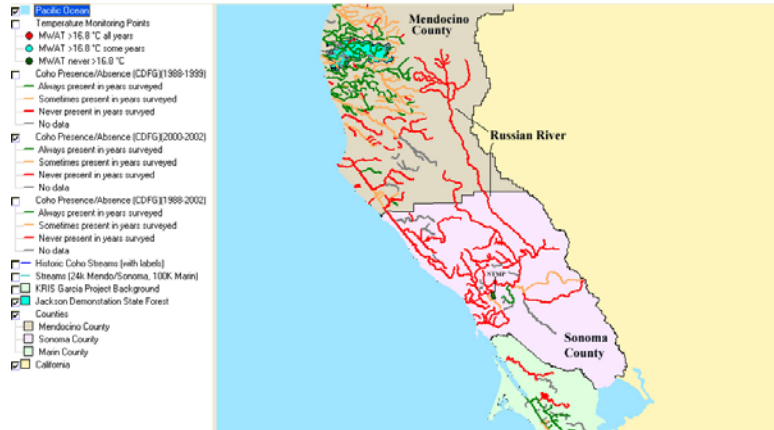 Pacific Ocean
Temperature Monitoring Points
MWAT >16.8 °C all years
MWAT >16.8 °C some years
MWAT never >16.8 °C
Coho Presence/Absence (CDFG)(1988-1999)
Always present in years surveyed
Sometimes present in years surveyed
Never present in years surveyed
No data
Coho Presence/Absence (CDFG)(2000-2002)
Always present in years surveyed
Sometimes present in years surveyed
Never present in years surveyed
No data
Coho Presence/Absence (CDFG)(1988-2002)
Always present in years surveyed
Sometimes present in years surveyed
Never present in years surveyed
No data
Historic Coho Streams (with labels)
Streams (24k Mendo/Sonoma, 100K Marin)
KRIS Garcia Project Background
Jackson Demonstation State Forest
Counties
Mendocino County
Sonoma County
Marin County
California
Mendocino
County
Russian River
NTMP
Sonoma
County